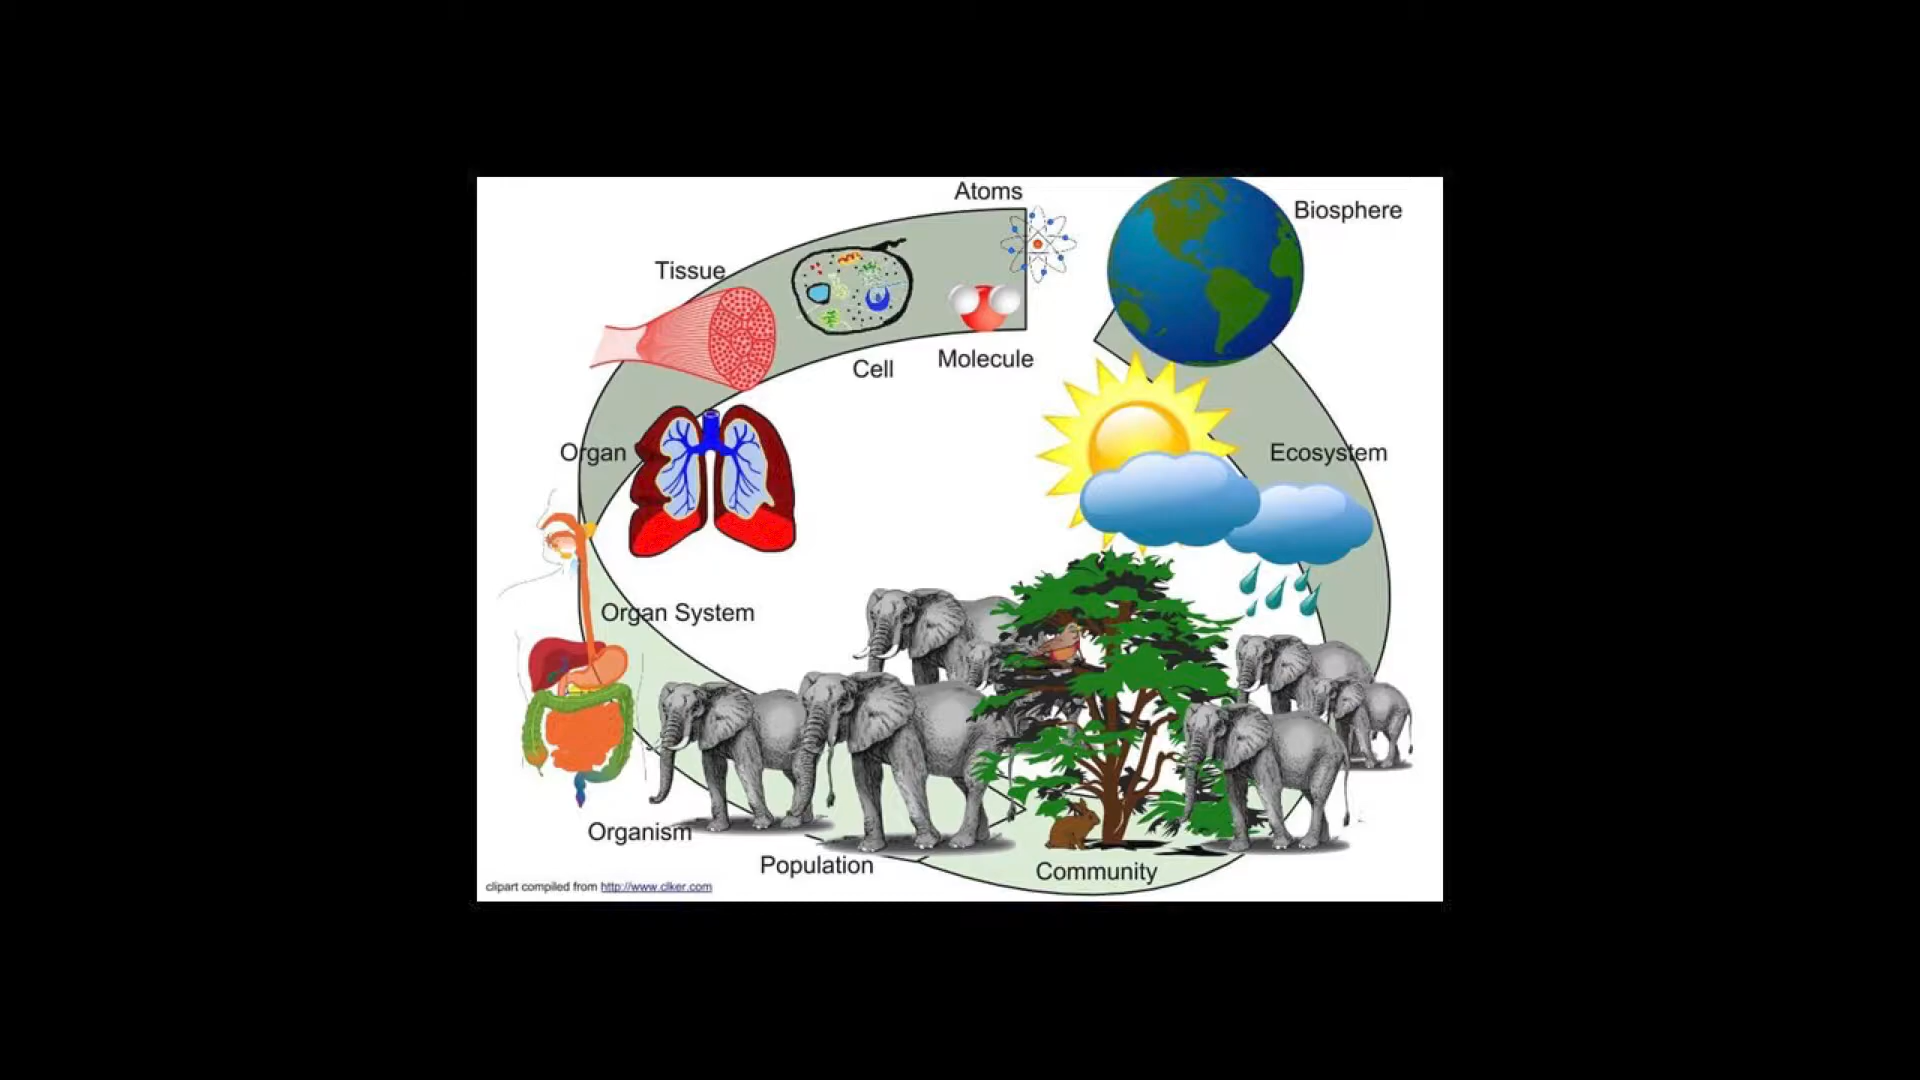 Atoms
Biosphere
Tissue
Molecule
Cell
Organ
Ecosystem
Organ System
Organism
Population
Community
clipart compiled from http://www.clker.com